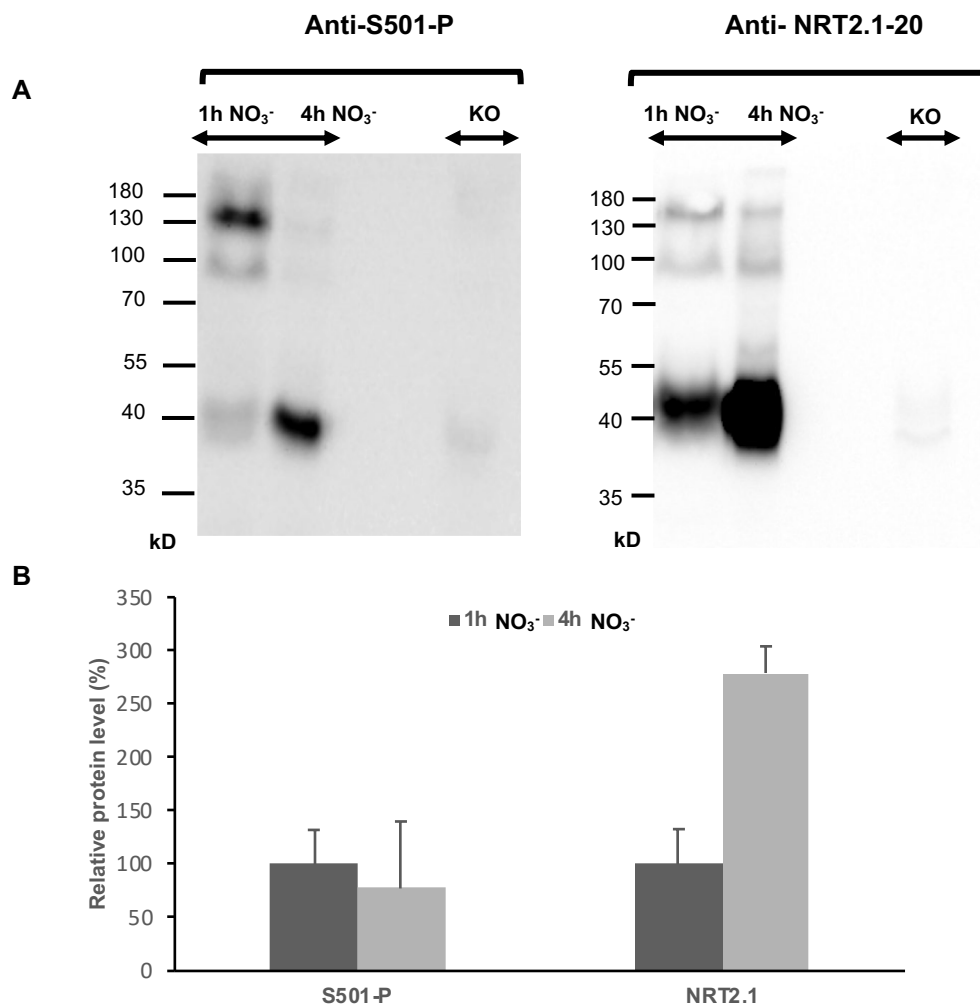 Anti-S501-P
Anti- NRT2.1-20
A
1h NO₃⁻ 4h NO₃⁻ KO
1h NO₃⁻ 4h NO₃⁻ KO
180
130
100
70
55
40
35
kD
180
130
100
70
55
40
35
kD
B
Relative protein level (%)
350
300
250
200
150
100
50
0
1h NO₃⁻ 4h NO₃⁻
S501-P
NRT2.1